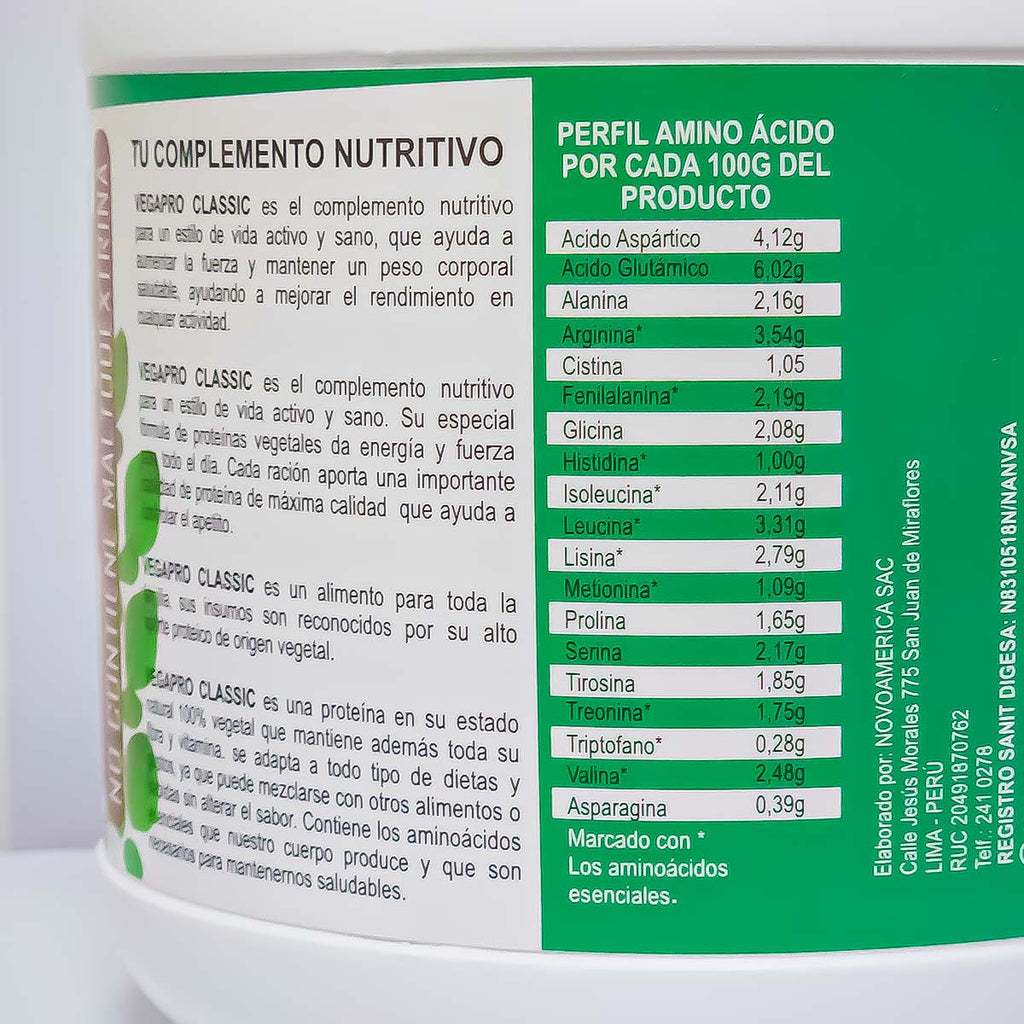 NO CONTIENE MALTODEXTRINA
TU COMPLEMENTO NUTRITIVO
VEGAPRO CLASSIC es el complemento nutritivo
para un estilo de vida activo y sano, que ayuda a
aumentar la fuerza y mantener un peso corporal
saludable, ayudando a mejorar el rendimiento en
cualquier actividad.
VEGAPRO CLASSIC es el complemento nutritivo
para un estilo de vida activo y sano. Su especial
fórmula de proteínas vegetales da energía y fuerza
todo el día. Cada ración aporta una importante
cantidad de proteína de máxima calidad que ayuda a
el apetito.
VEGAPRO CLASSIC es un alimento para toda la
sus insumos son reconocidos por su alto
proteico de origen vegetal.
VEGAPRO CLASSIC es una proteína en su estado
natural 100% vegetal que mantiene además toda su
y vitamina, se adapta a todo tipo de dietas y
ya que puede mezclarse con otros alimentos o
sin alterar el sabor. Contiene los aminoácidos
que nuestro cuerpo produce y que son
necesarios para mantenernos saludables.
PERFIL AMINO ÁCIDO
POR CADA 100G DEL
PRODUCTO
Acido Aspártico 4,12g
Acido Glutámico 6,02g
Alanina 2,16g
Arginina* 3,54g
Cistina 1,05
Fenilalanina* 2,19g
Glicina 2,08g
Histidina* 1,00g
Isoleucina* 2,11g
Leucina* 3,31g
Lisina* 2,79g
Metionina* 1,09g
Prolina 1,65g
Serina 2,17g
Tirosina 1,85g
Treonina* 1,75g
Triptofano* 0,28g
Valina* 2,48g
Asparagina 0,39g
Marcado con *
Los aminoácidos
esenciales.
Elaborado por: NOVOAMERICA SAC
Calle Jesús Morales 775 San Juan de Miraflores
LIMA - PERÚ
RUC 20491870762
Telf.: 241 0278
REGISTRO SANIT DIGESA: N8310518N/NANVSA